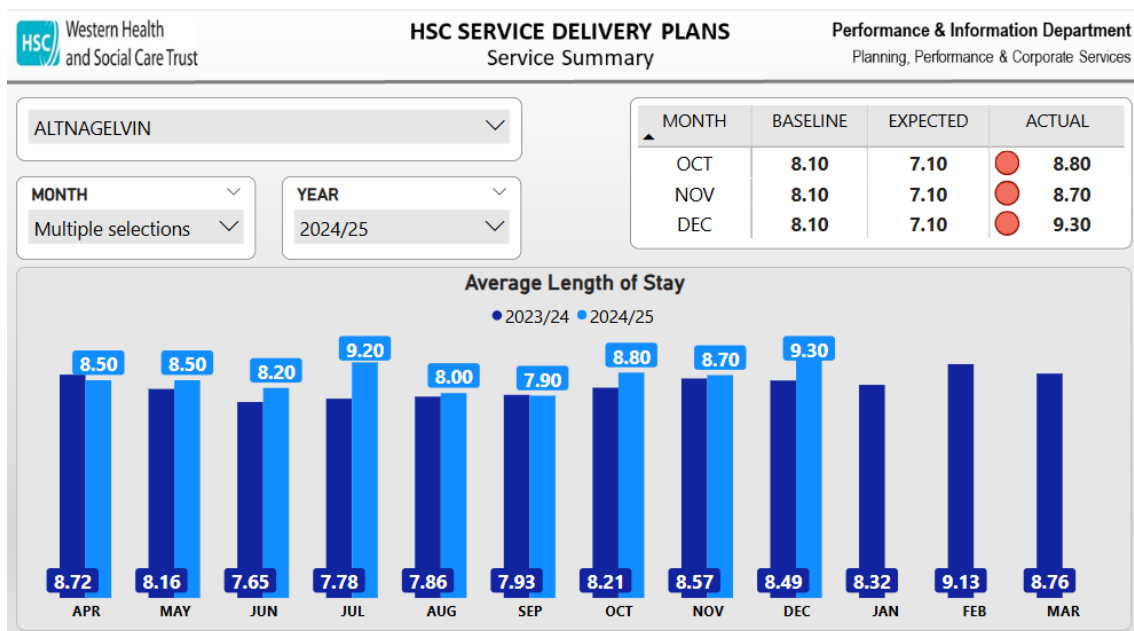 HSC
Western Health
and Social Care Trust
HSC SERVICE DELIVERY PLANS
Service Summary
Performance & Information Department
Planning, Performance & Corporate Services
ALTNAGELVIN
MONTH
Multiple selections
YEAR
2024/25
MONTH BASELINE EXPECTED ACTUAL
OCT 8.10 7.10 8.80
NOV 8.10 7.10 8.70
DEC 8.10 7.10 9.30
Average Length of Stay
2023/24 2024/25
8.50 8.50 8.20 9.20 8.00 7.90 8.80 8.70 9.30
8.72 8.16 7.65 7.78 7.86 7.93 8.21 8.57 8.49 8.32 9.13 8.76
APR MAY JUN JUL AUG SEP OCT NOV DEC JAN FEB MAR